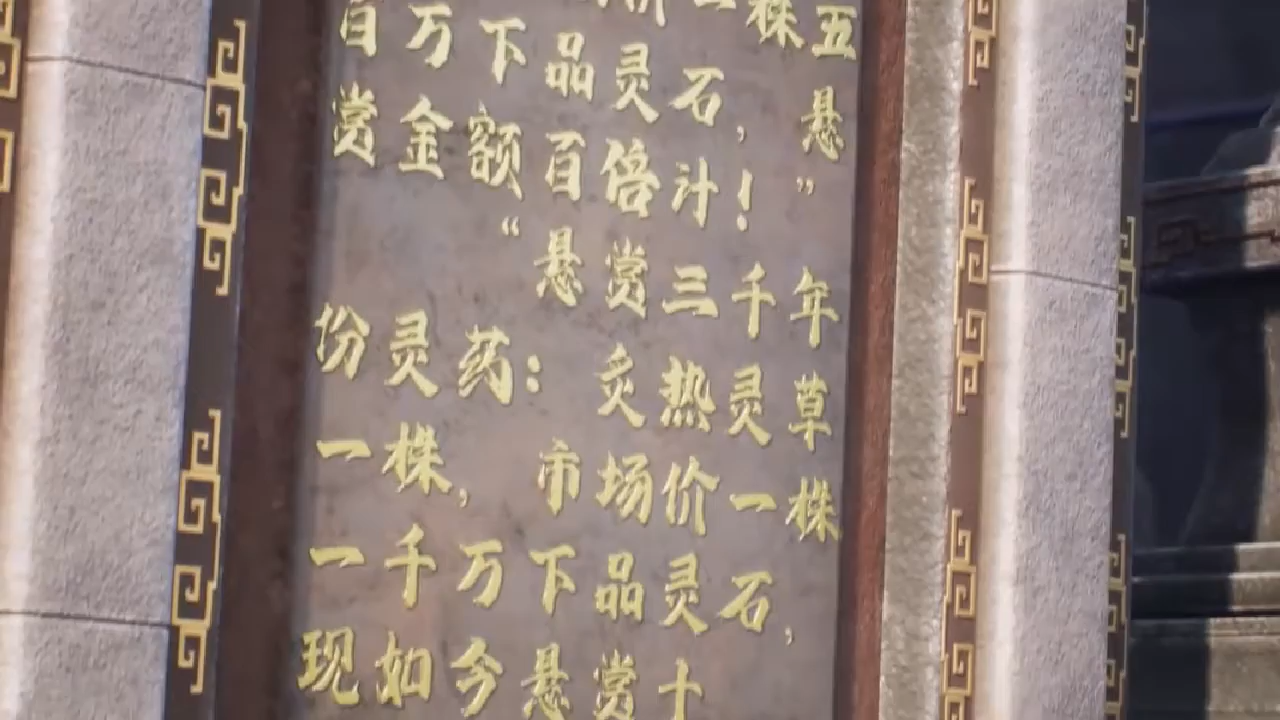 价一株五
百万下品灵石，悬
赏金额百倍计！”
“悬赏三千年
份灵药：炙热灵草
一株，市场价一株
一千万下品灵石，
现如今悬赏十